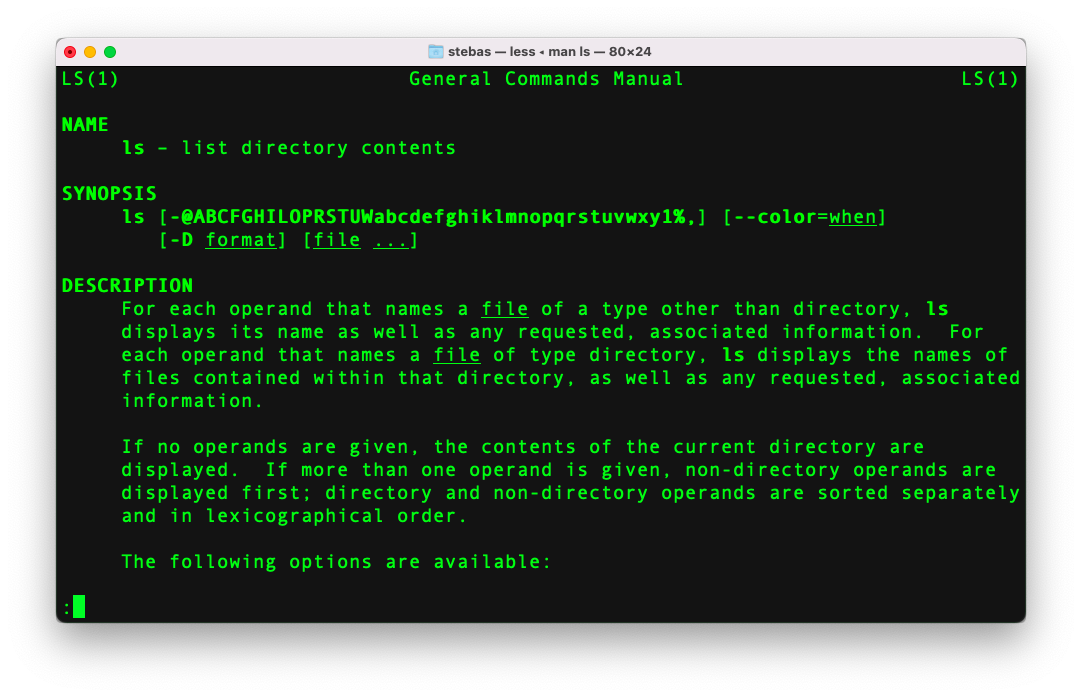 stebas — less ◂ man ls — 80×24
LS(1) General Commands Manual LS(1)
NAME
ls – list directory contents
SYNOPSIS
ls [-@ABCFGHILOPRSTUWabcdefghiklmnopqrstuvwxy1%,] [--color=when]
[-D format] [file ...]
DESCRIPTION
For each operand that names a file of a type other than directory, ls
displays its name as well as any requested, associated information.  For
each operand that names a file of type directory, ls displays the names of
files contained within that directory, as well as any requested, associated
information.
If no operands are given, the contents of the current directory are
displayed.  If more than one operand is given, non-directory operands are
displayed first; directory and non-directory operands are sorted separately
and in lexicographical order.
The following options are available:
: